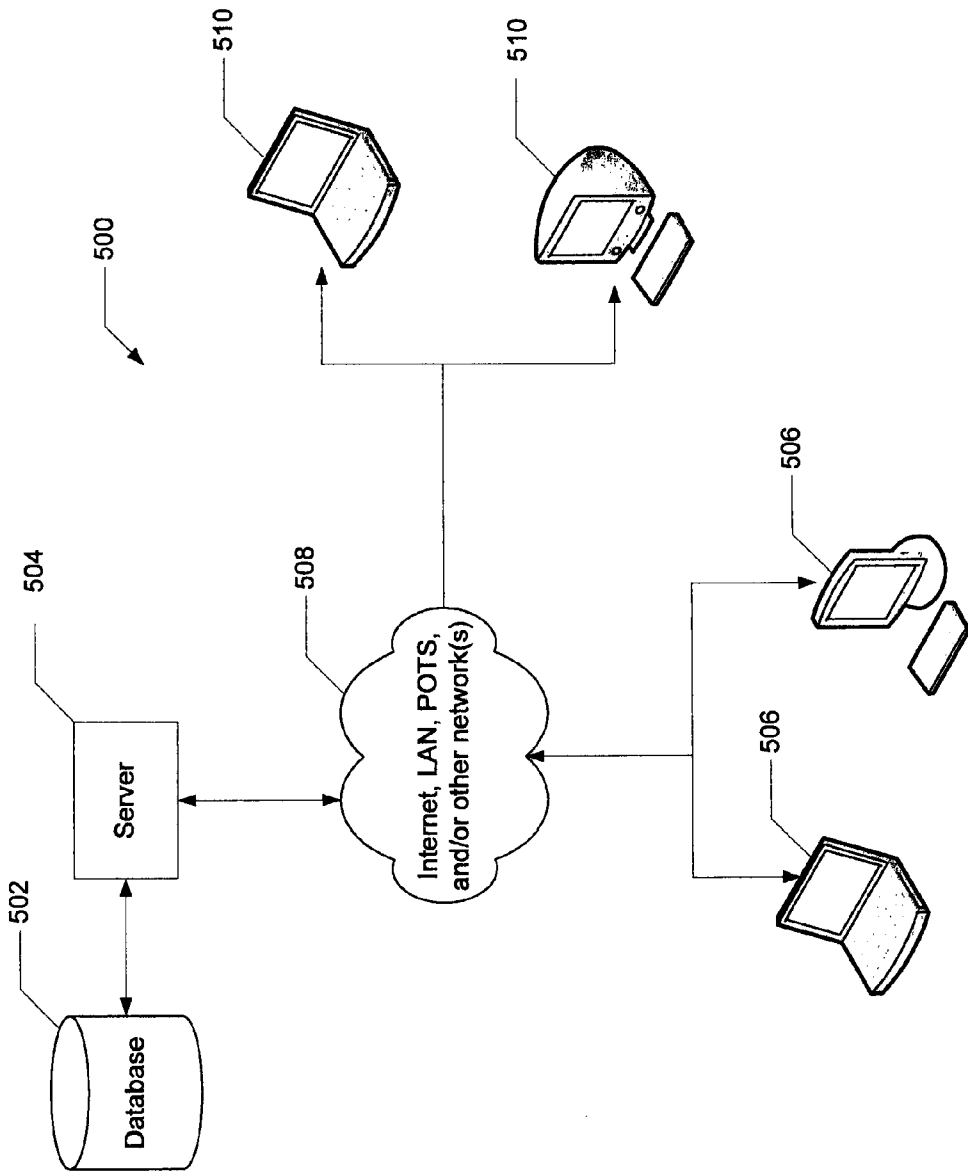 500
502
Database
504
Server
508
Internet, LAN, POTS,
and/or other network(s)
510
510
506
506